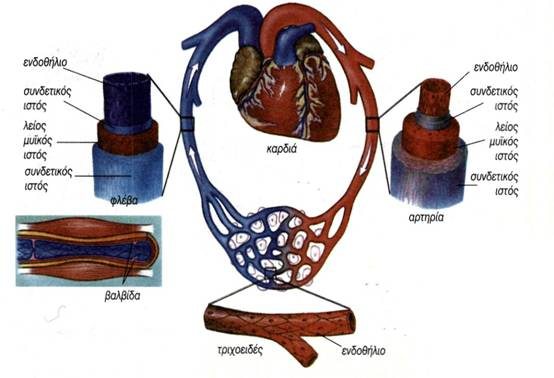 ενδοθήλιο
συνδετικός
ιστός
λείος
μυϊκός
ιστός
συνδετικός
ιστός
φλέβα
βαλβίδα
καρδιά
ενδοθήλιο
συνδετικός
ιστός
λείος
μυϊκός
ιστός
συνδετικός
ιστός
αρτηρία
τριχοειδές
ενδοθήλιο